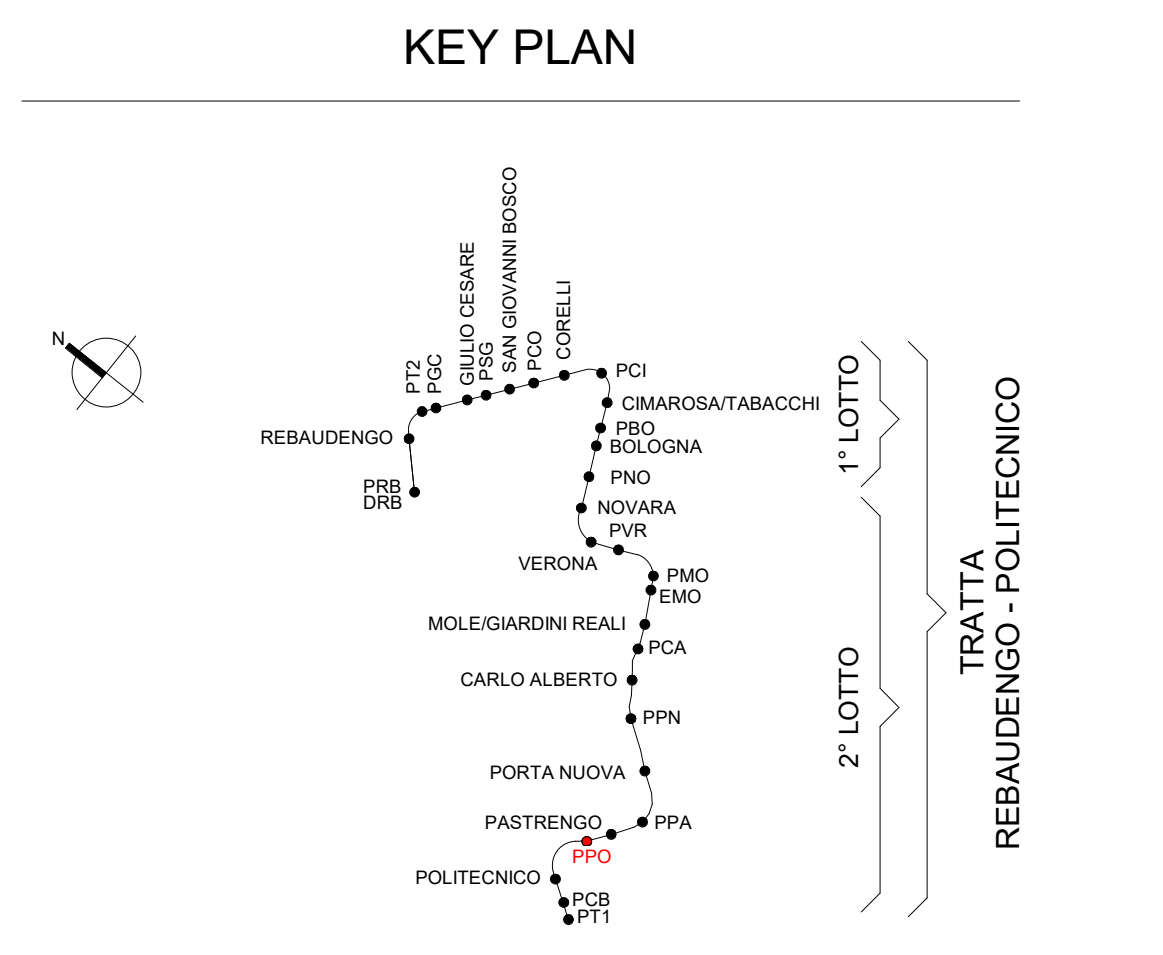 KEY PLAN
N
PT2
PGC
GIULIO CESARE
PSG
SAN GIOVANNI BOSCO
PCO
CORELLI
PCI
CIMAROSA/TABACCHI
REBAUDENGO
PBO
BOLOGNA
PRB
DRB
PNO
NOVARA
PVR
VERONA
PMO
EMO
MOLE/GIARDINI REALI
PCA
CARLO ALBERTO
PPN
PORTA NUOVA
PASTRENGO
PPA
PPO
POLITECNICO
PCB
PT1
1° LOTTO
2° LOTTO
TRATTA
REBAUDENGO - POLITECNICO